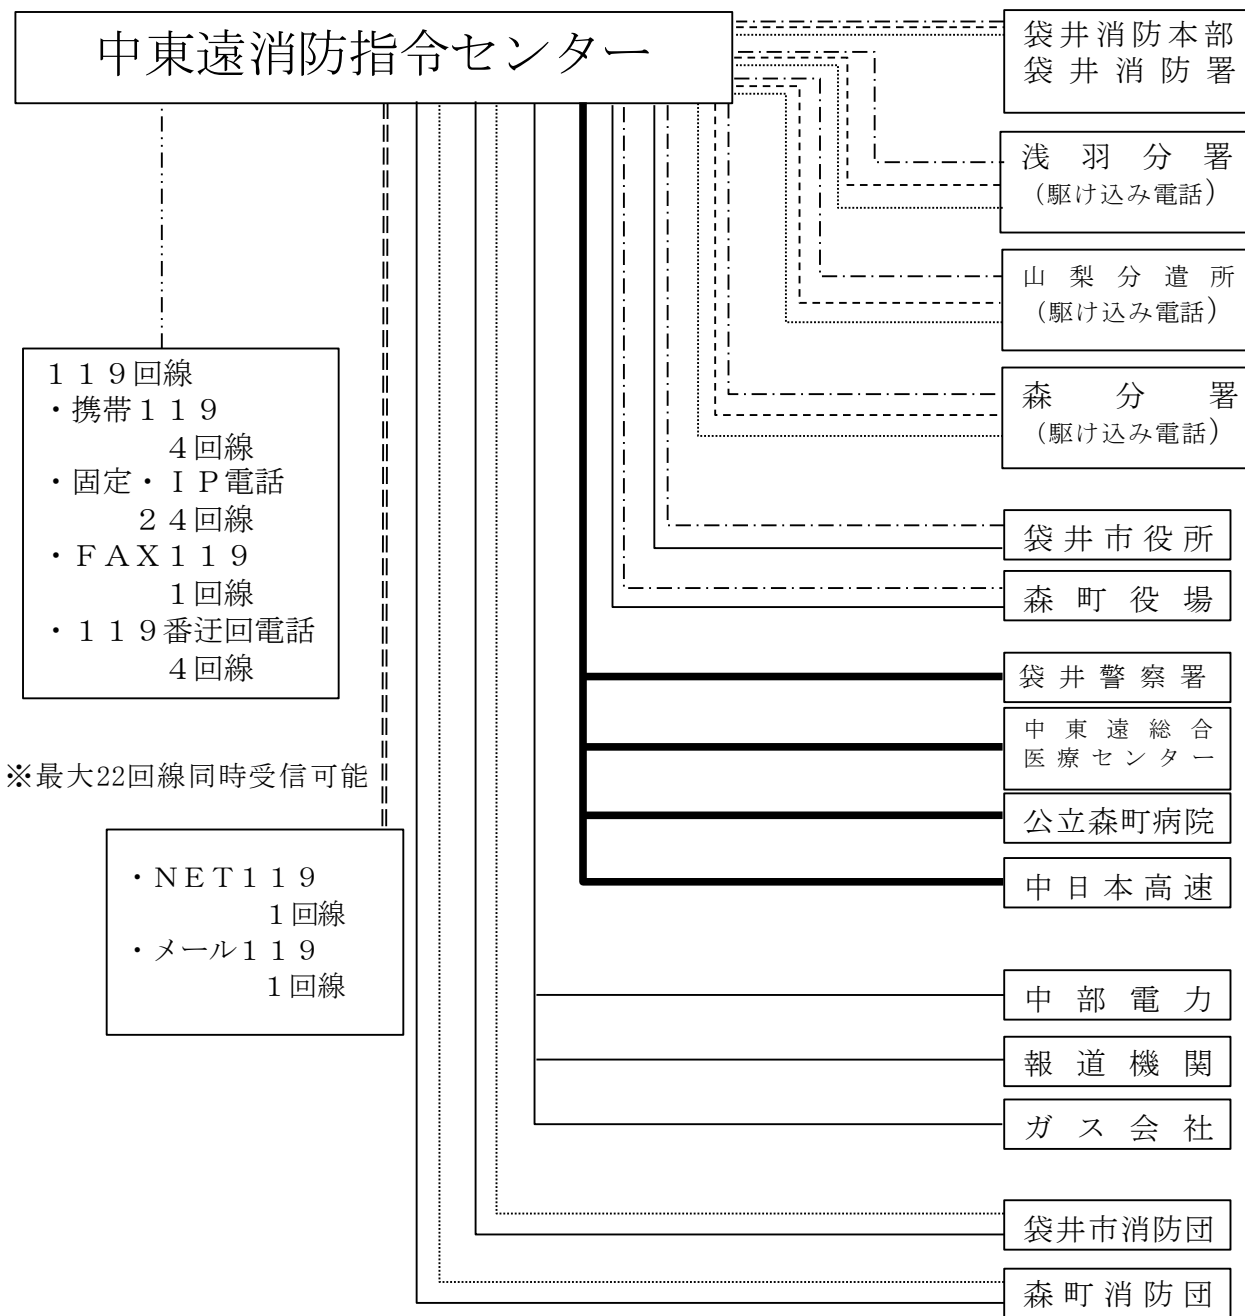 中東遠消防指令センター
袋井消防本部
袋井消防署
浅羽分署
(駆け込み電話)
山梨分遣所
(駆け込み電話)
森分署
(駆け込み電話)
袋井市役所
森町役場
袋井警察署
中東遠総合
医療センター
公立森町病院
中日本高速
中部電力
報道機関
ガス会社
袋井市消防団
森町消防団
119回線
・携帯119
4回線
・固定・IP電話
24回線
・FAX119
1回線
・119番迂回電話
4回線
※最大22回線同時受信可能
・NET119
1回線
・メール119
1回線